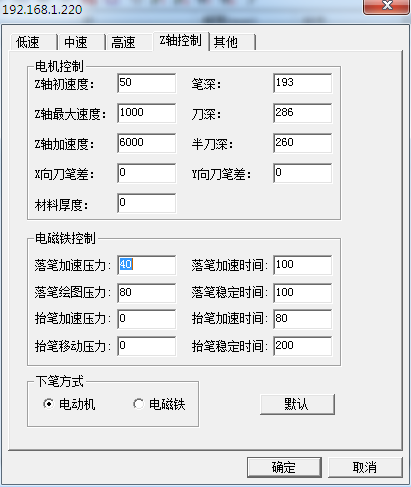 192.168.1.220
低速 中速 高速 Z轴控制 其他
电机控制
Z轴初速度： 50 笔深： 193
Z轴最大速度： 1000 刀深： 286
Z轴加速度： 6000 半刀深： 260
X向刀笔差： 0 Y向刀笔差： 0
材料厚度： 0
电磁铁控制
落笔加速压力： 40 落笔加速时间： 100
落笔绘图压力： 80 落笔稳定时间： 100
抬笔加速压力： 0 抬笔加速时间： 80
抬笔移动压力： 0 抬笔稳定时间： 200
下笔方式
电动机 电磁铁 默认
确定 取消